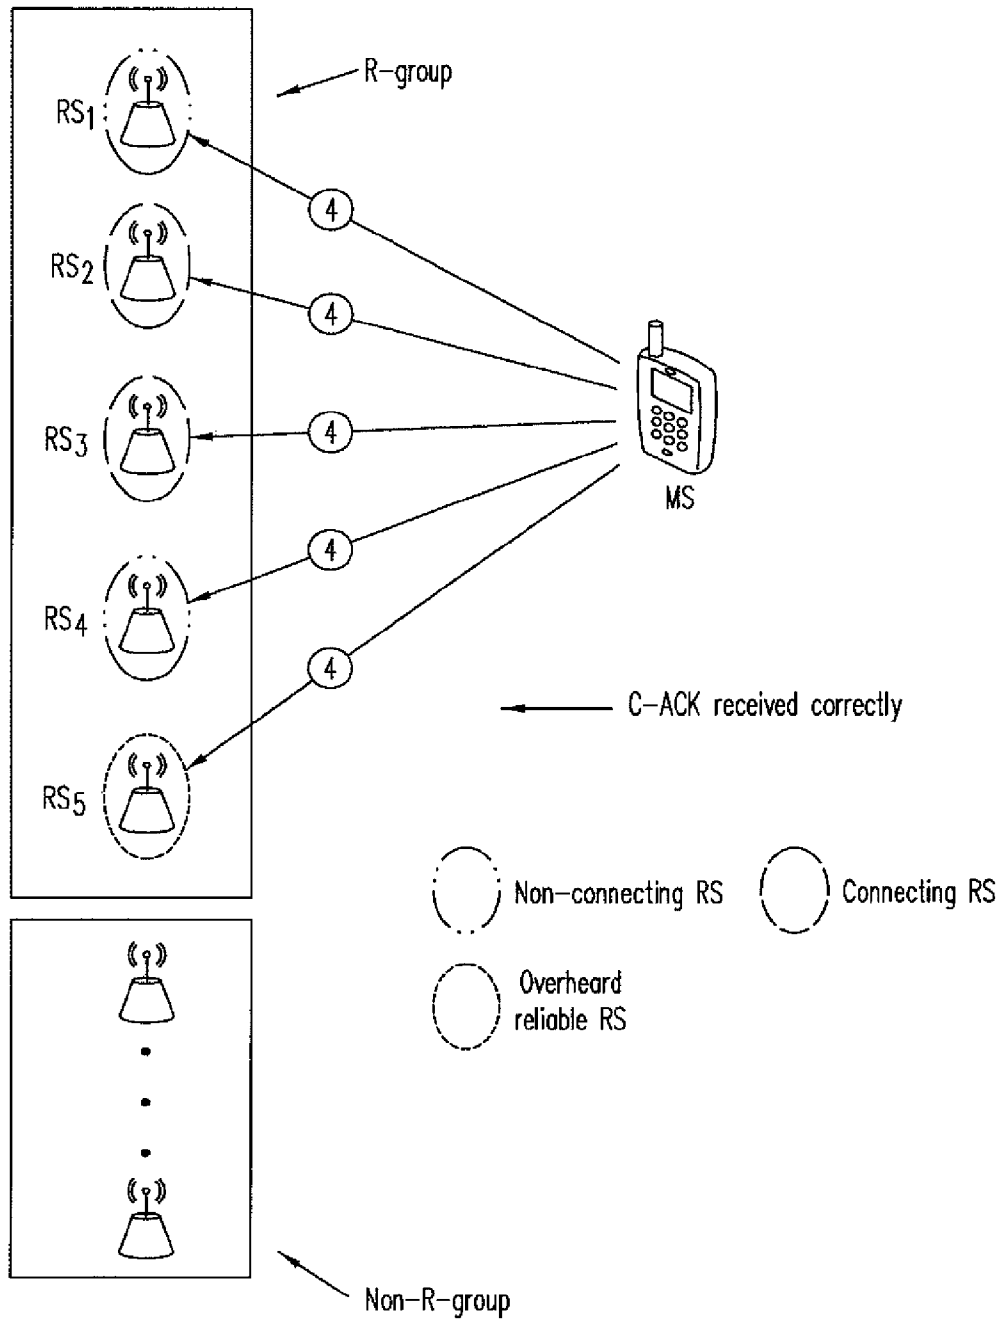 R-group
RS1
4
RS2
4
RS3
4
MS
RS4
4
4
C-ACK received correctly
RS5
Non-connecting RS
Connecting RS
Overheard
reliable RS
Non-R-group